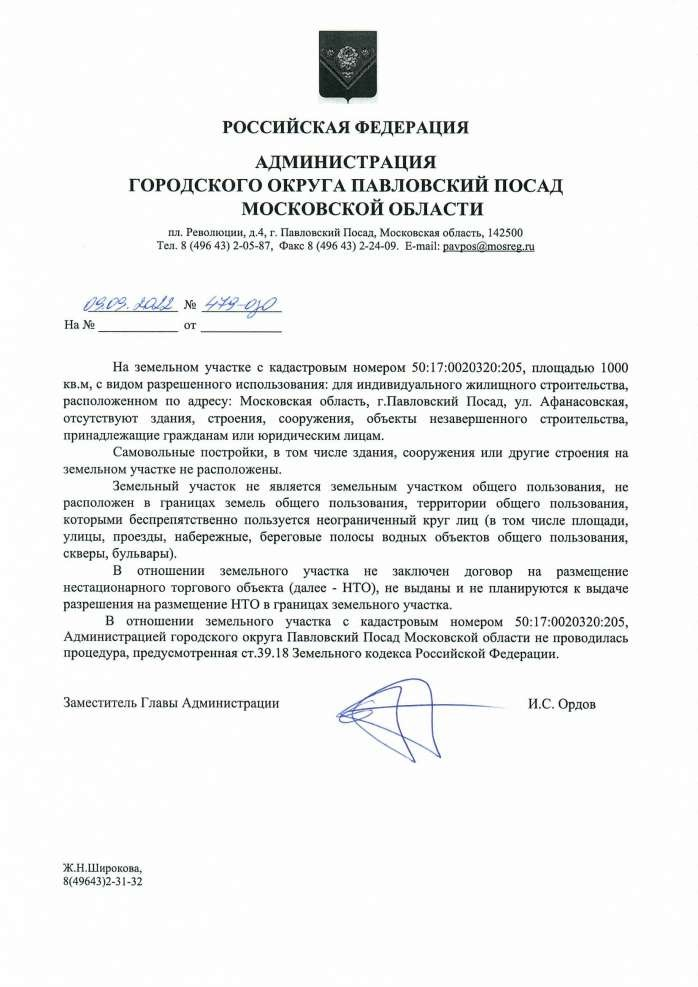 РОССИЙСКАЯ ФЕДЕРАЦИЯ
АДМИНИСТРАЦИЯ
ГОРОДСКОГО ОКРУГА ПАВЛОВСКИЙ ПОСАД
МОСКОВСКОЙ ОБЛАСТИ
пл. Революции, д.4, г. Павловский Посад, Московская область, 142500
Тел. 8 (496 43) 2-05-87, Факс 8 (496 43) 2-24-09. E-mail: pavpos@mosreg.ru
09.09.2022 № 479-озо
На № ____________ от ____________
На земельном участке с кадастровым номером 50:17:0020320:205, площадью 1000
кв.м, с видом разрешенного использования: для индивидуального жилищного строительства,
расположенном по адресу: Московская область, г.Павловский Посад, ул. Афанасовская,
отсутствуют здания, строения, сооружения, объекты незавершенного строительства,
принадлежащие гражданам или юридическим лицам.
Самовольные постройки, в том числе здания, сооружения или другие строения на
земельном участке не расположены.
Земельный участок не является земельным участком общего пользования, не
расположен в границах земель общего пользования, территории общего пользования,
которыми беспрепятственно пользуется неограниченный круг лиц (в том числе площади,
улицы, проезды, набережные, береговые полосы водных объектов общего пользования,
скверы, бульвары).
В отношении земельного участка не заключен договор на размещение
нестационарного торгового объекта (далее - НТО), не выданы и не планируются к выдаче
разрешения на размещение НТО в границах земельного участка.
В отношении земельного участка с кадастровым номером 50:17:0020320:205,
Администрацией городского округа Павловский Посад Московской области не проводилась
процедура, предусмотренная ст.39.18 Земельного кодекса Российской Федерации.
Заместитель Главы Администрации И.С. Ордов
Ж.Н.Широкова,
8(49643)2-31-32